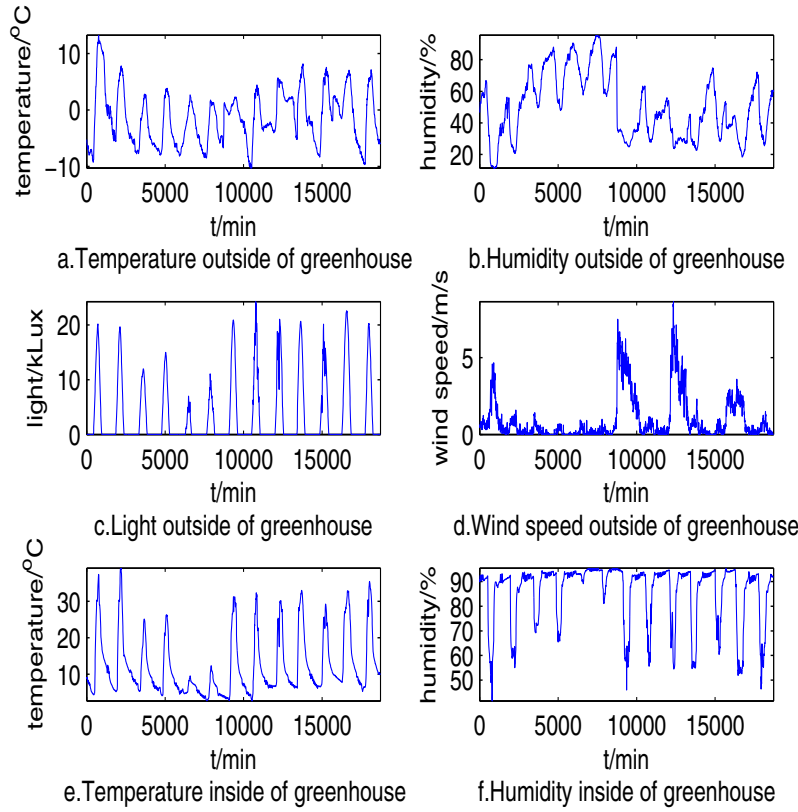 temperature/°C
10
0
−10
0 5000 10000 15000
t/min
a.Temperature outside of greenhouse
humidity/%
80
60
40
20
0 5000 10000 15000
t/min
b.Humidity outside of greenhouse
light/kLux
20
10
0
0 5000 10000 15000
t/min
c.Light outside of greenhouse
wind speed/m/s
5
0
0 5000 10000 15000
t/min
d.Wind speed outside of greenhouse
temperature/°C
30
20
10
0 5000 10000 15000
t/min
e.Temperature inside of greenhouse
humidity/%
90
80
70
60
50
0 5000 10000 15000
t/min
f.Humidity inside of greenhouse